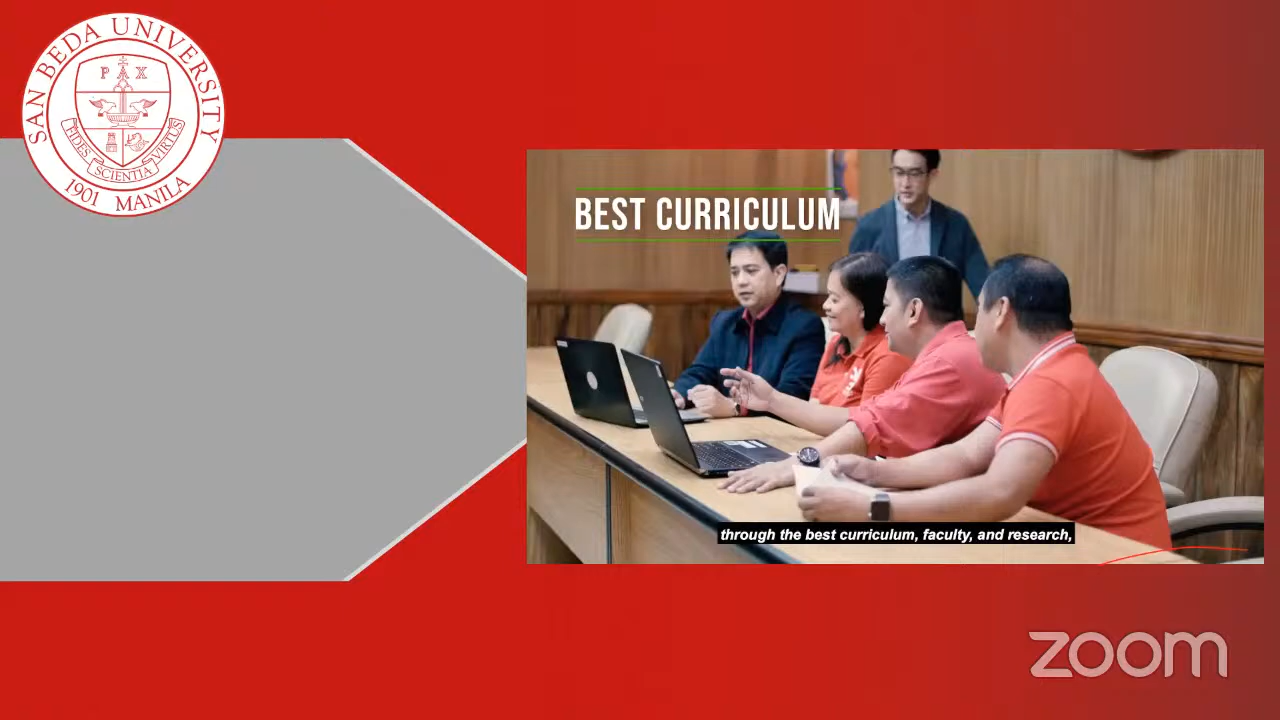 SAN BEDA UNIVERSITY
PAX
FIDES
SCIENTIA
VIRTUS
1901 MANILA
BEST CURRICULUM
through the best curriculum, faculty, and research,
zoom